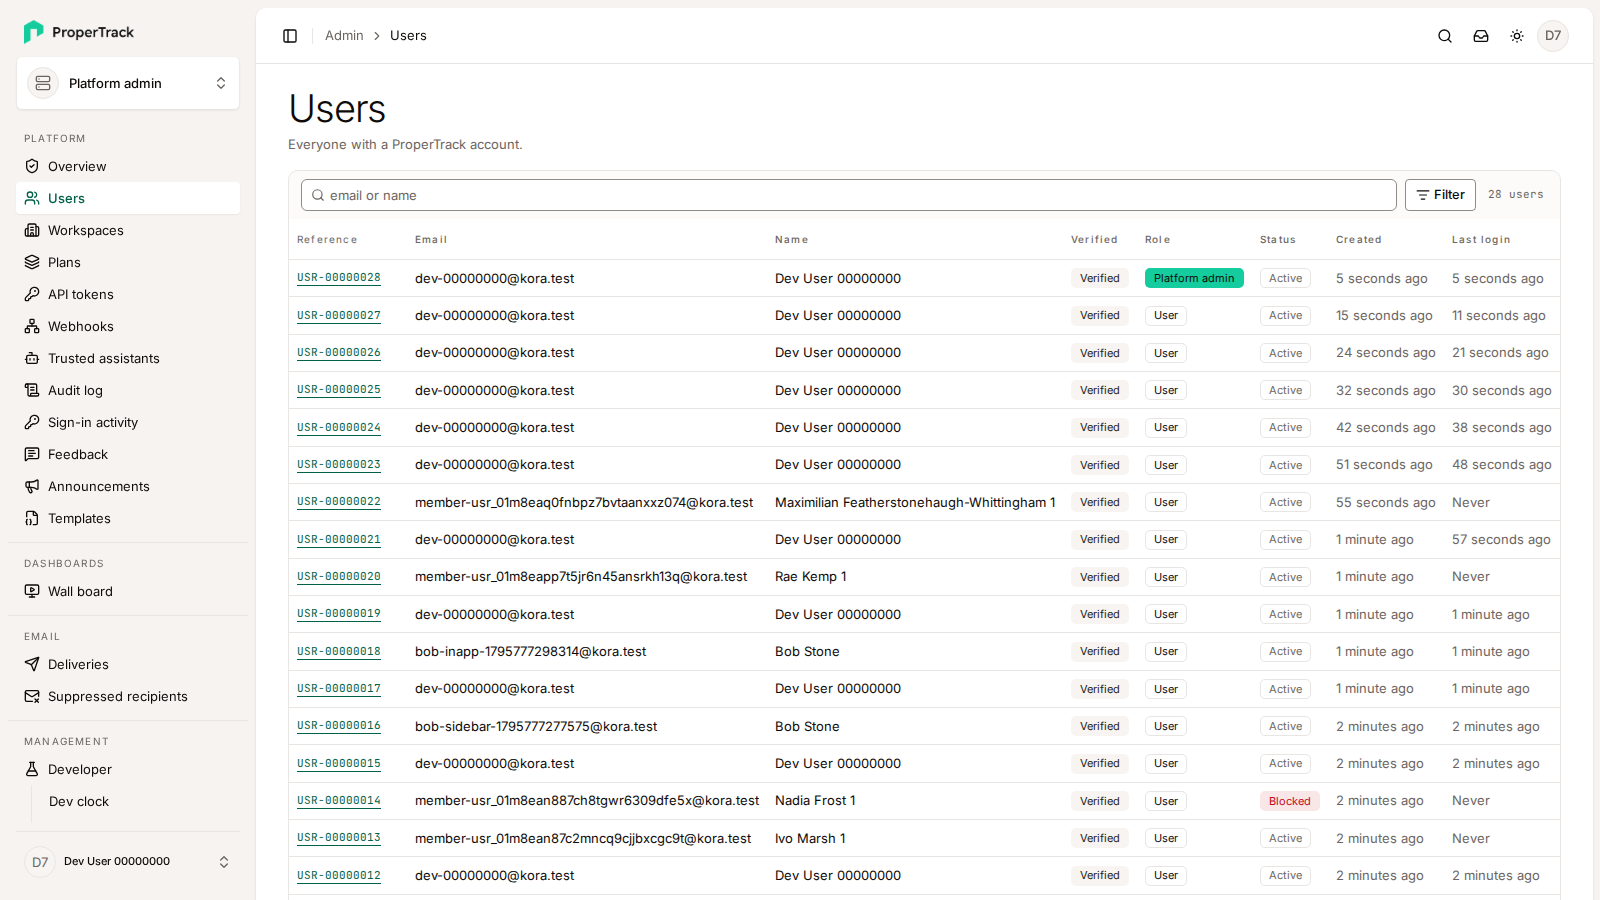 ProperTrack
Platform admin
PLATFORM
Overview
Users
Workspaces
Plans
API tokens
Webhooks
Trusted assistants
Audit log
Sign-in activity
Feedback
Announcements
Templates
DASHBOARDS
Wall board
EMAIL
Deliveries
Suppressed recipients
MANAGEMENT
Developer
Dev clock
D7 Dev User 00000000
Admin > Users
D7
Users
Everyone with a ProperTrack account.
email or name Filter 28 users
Reference Email Name Verified Role Status Created Last login
USR-00000028 dev-00000000@kora.test Dev User 00000000 Verified Platform admin Active 5 seconds ago 5 seconds ago
USR-00000027 dev-00000000@kora.test Dev User 00000000 Verified User Active 15 seconds ago 11 seconds ago
USR-00000026 dev-00000000@kora.test Dev User 00000000 Verified User Active 24 seconds ago 21 seconds ago
USR-00000025 dev-00000000@kora.test Dev User 00000000 Verified User Active 32 seconds ago 30 seconds ago
USR-00000024 dev-00000000@kora.test Dev User 00000000 Verified User Active 42 seconds ago 38 seconds ago
USR-00000023 dev-00000000@kora.test Dev User 00000000 Verified User Active 51 seconds ago 48 seconds ago
USR-00000022 member-usr_01m8eaq0fnbpz7bvtaanxxz074@kora.test Maximilian Featherstonehaugh-Whittingham 1 Verified User Active 55 seconds ago Never
USR-00000021 dev-00000000@kora.test Dev User 00000000 Verified User Active 1 minute ago 57 seconds ago
USR-00000020 member-usr_01m8eapp7t5jr6n45ansrkh13q@kora.test Rae Kemp 1 Verified User Active 1 minute ago Never
USR-00000019 dev-00000000@kora.test Dev User 00000000 Verified User Active 1 minute ago 1 minute ago
USR-00000018 bob-inapp-1795777298314@kora.test Bob Stone Verified User Active 1 minute ago 1 minute ago
USR-00000017 dev-00000000@kora.test Dev User 00000000 Verified User Active 1 minute ago 1 minute ago
USR-00000016 bob-sidebar-1795777277575@kora.test Bob Stone Verified User Active 2 minutes ago 2 minutes ago
USR-00000015 dev-00000000@kora.test Dev User 00000000 Verified User Active 2 minutes ago 2 minutes ago
USR-00000014 member-usr_01m8ean887ch8tgwr6309dfe5x@kora.test Nadia Frost 1 Verified User Blocked 2 minutes ago Never
USR-00000013 member-usr_01m8ean87c2mncq9cjjbxcgc9t@kora.test Ivo Marsh 1 Verified User Active 2 minutes ago Never
USR-00000012 dev-00000000@kora.test Dev User 00000000 Verified User Active 2 minutes ago 2 minutes ago